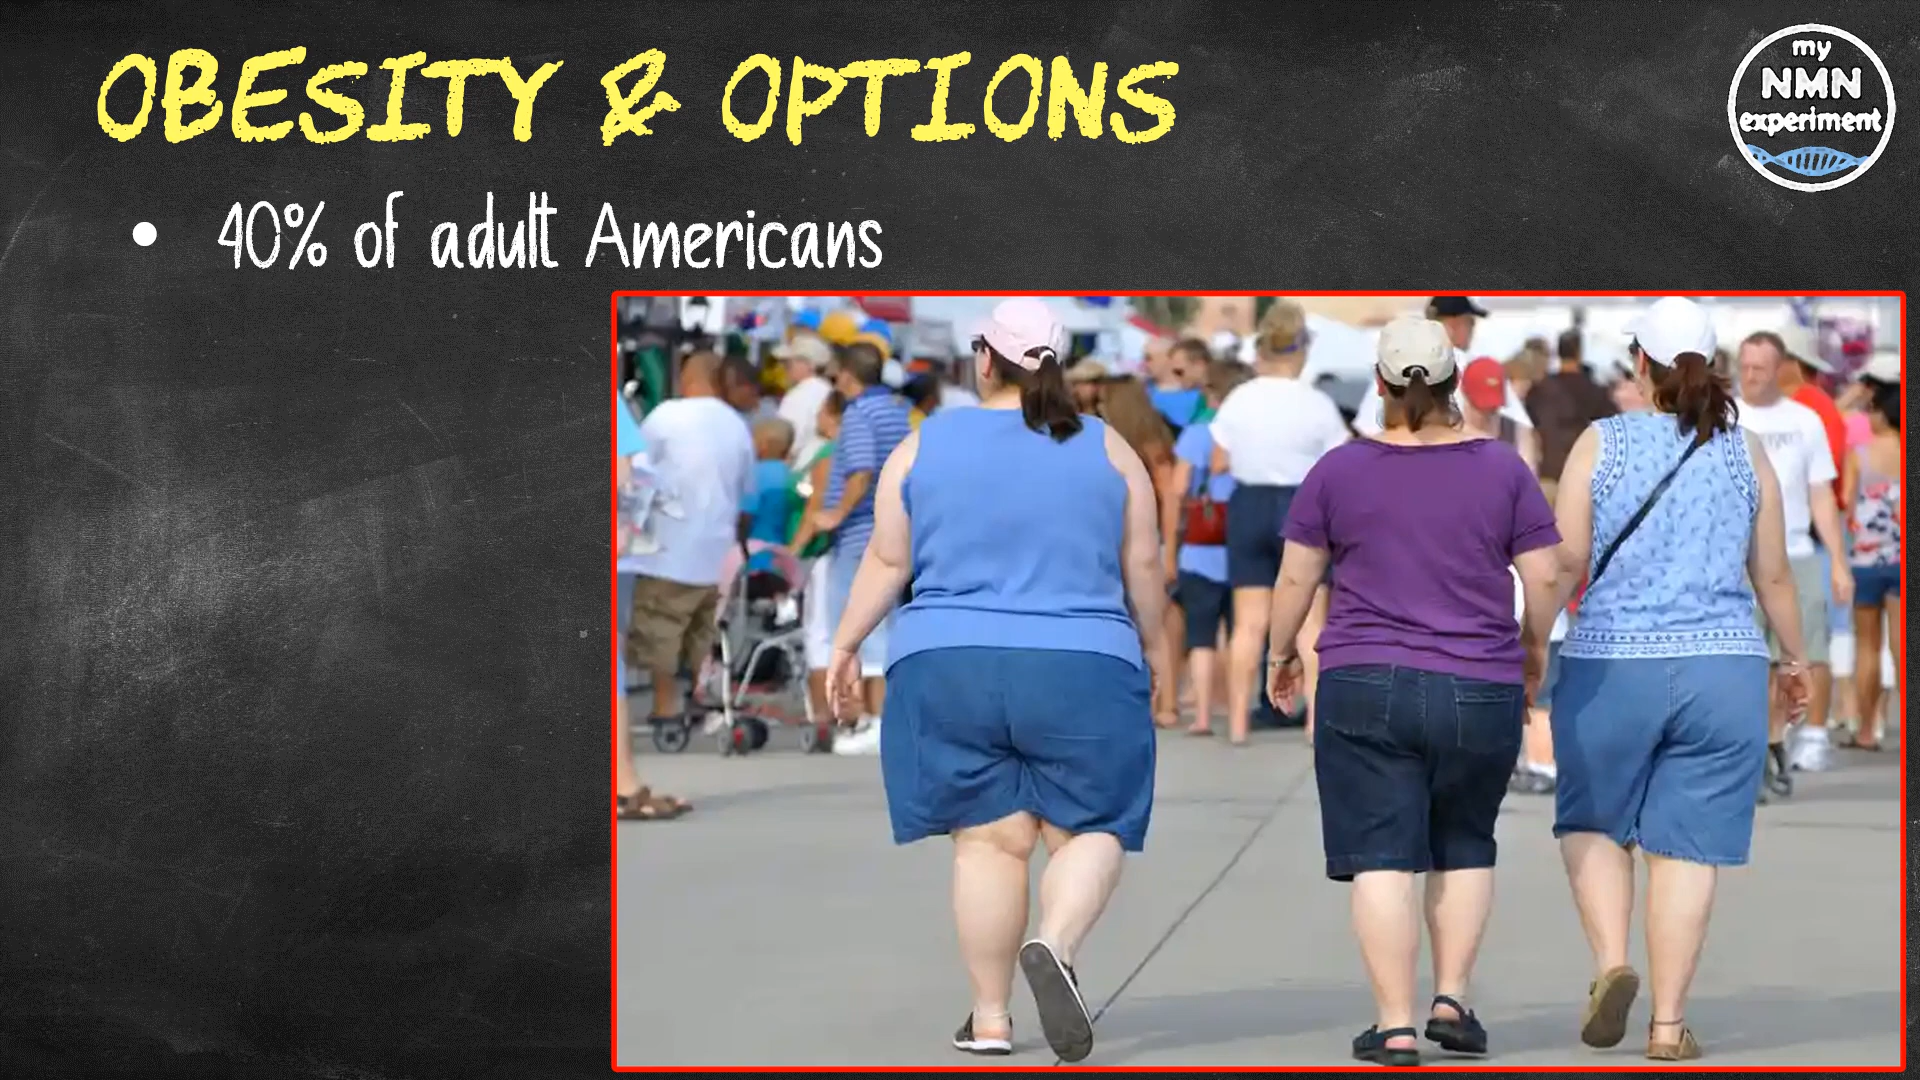 OBESITY & OPTIONS
my
NMN
experiment
• 40% of adult Americans